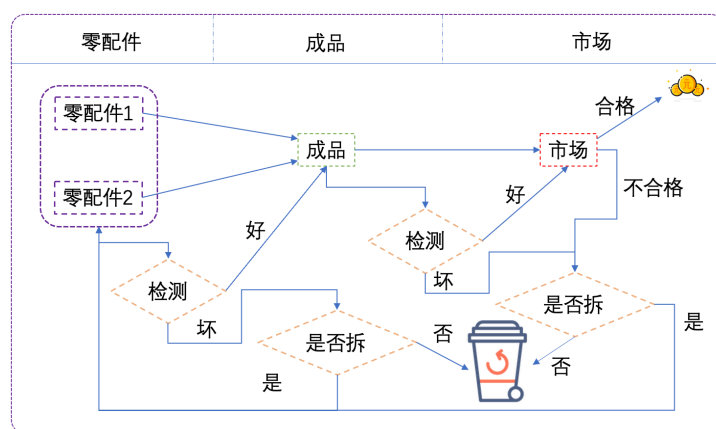 零配件
成品
市场
零配件1
合格
成品
市场
零配件2
好
不合格
好
检测
检测
坏
是否拆
坏
是否拆
否
是
否
是